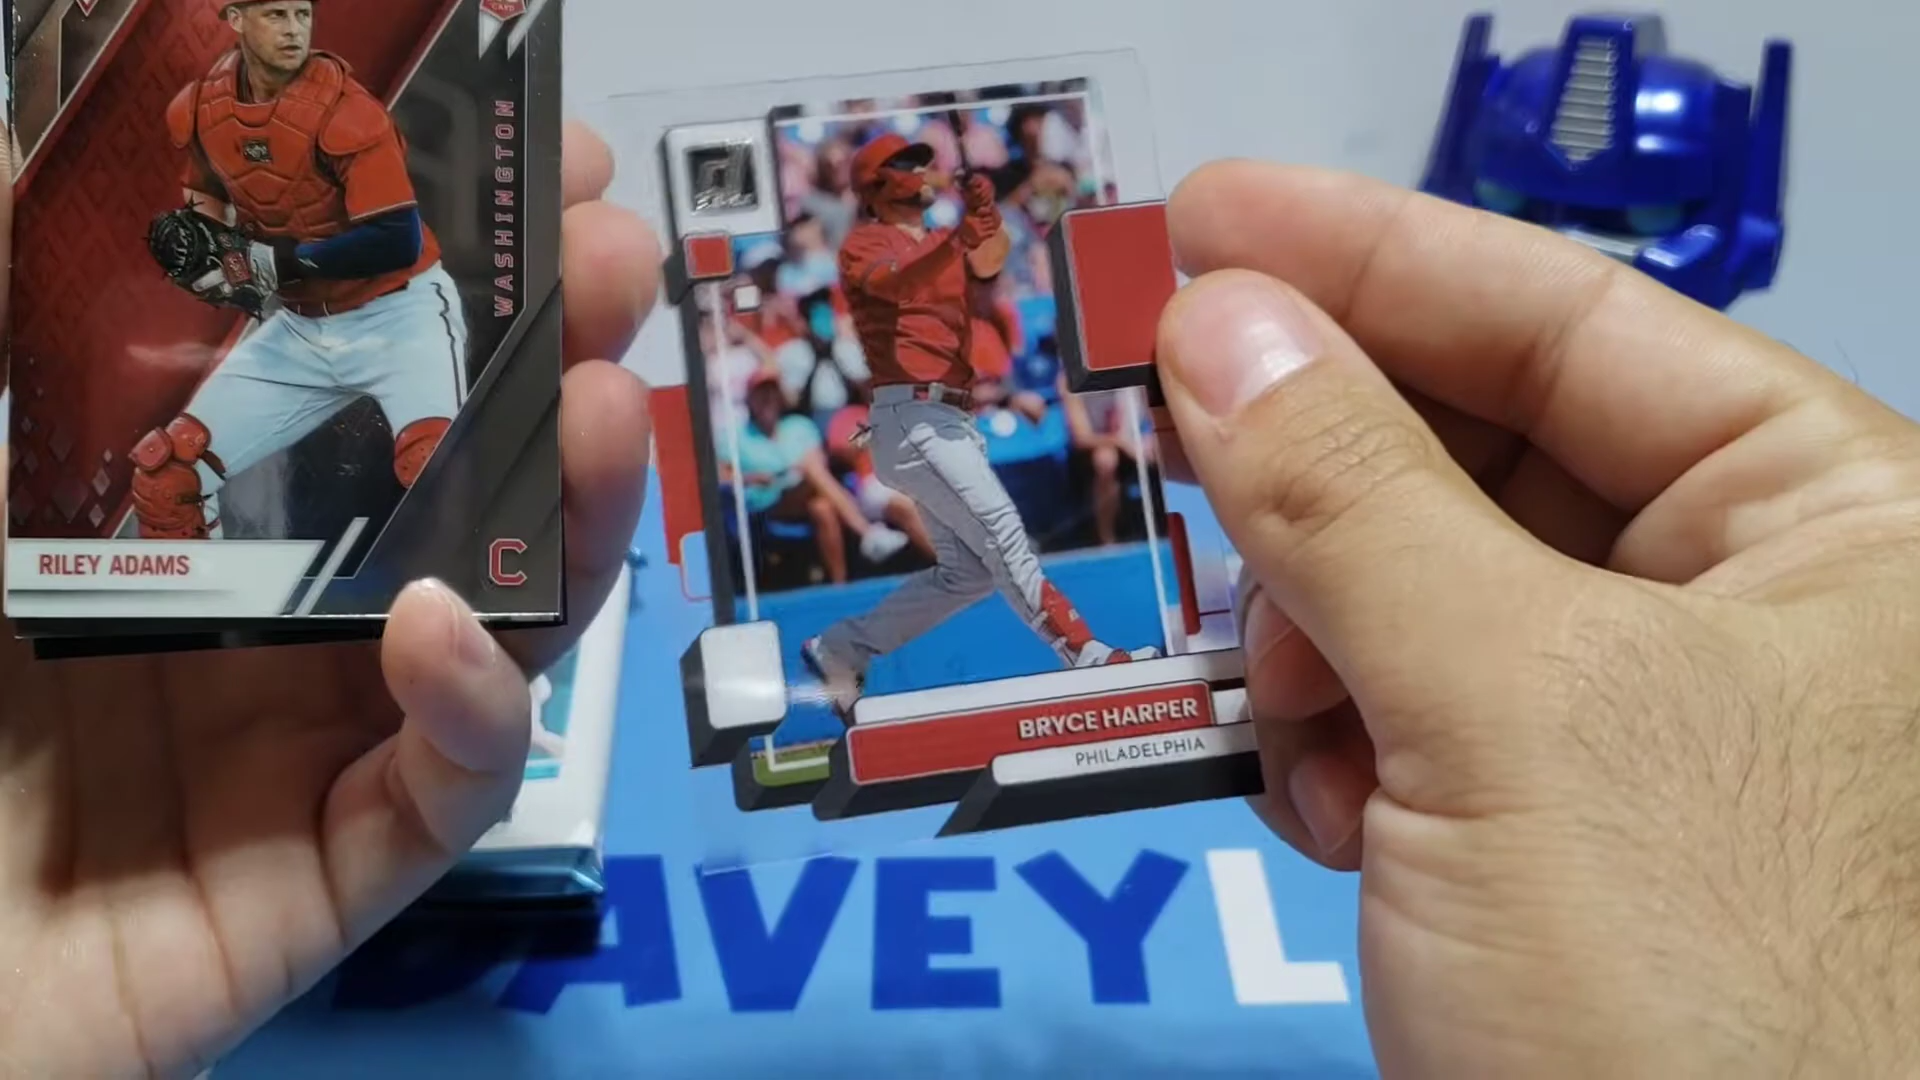 WASHINGTON
RILEY ADAMS
C
BRYCE HARPER
PHILADELPHIA
AVEYL